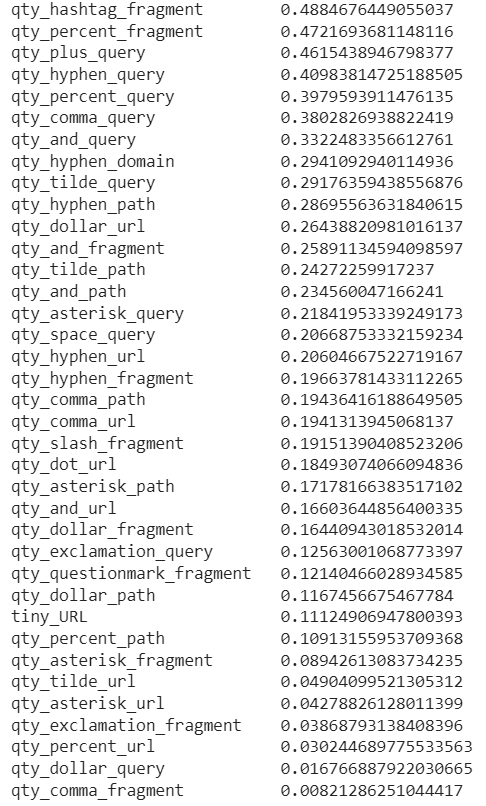 qty_hashtag_fragment 0.4884676449055037
qty_percent_fragment 0.4721693681148116
qty_plus_query 0.4615438946798377
qty_hyphen_query 0.40983814725188505
qty_percent_query 0.3979593911476135
qty_comma_query 0.3802826938822419
qty_and_query 0.3322483356612761
qty_hyphen_domain 0.2941092940114936
qty_tilde_query 0.29176359438556876
qty_hyphen_path 0.28695563631840615
qty_dollar_url 0.26438820981016137
qty_and_fragment 0.25891134594098597
qty_tilde_path 0.24272259917237
qty_and_path 0.234560047166241
qty_asterisk_query 0.21841953339249173
qty_space_query 0.20668753332159234
qty_hyphen_url 0.20604667522719167
qty_hyphen_fragment 0.19663781433112265
qty_comma_path 0.19436416188649505
qty_comma_url 0.1941313945068137
qty_slash_fragment 0.19151390408523206
qty_dot_url 0.18493074066094836
qty_asterisk_path 0.17178166383517102
qty_and_url 0.16603644856400335
qty_dollar_fragment 0.16440943018532014
qty_exclamation_query 0.12563001068773397
qty_questionmark_fragment 0.12140466028934585
qty_dollar_path 0.1167456675467784
tiny_URL 0.11124906947800393
qty_percent_path 0.10913155953709368
qty_asterisk_fragment 0.08942613083734235
qty_tilde_url 0.04904099521305312
qty_asterisk_url 0.04278826128011399
qty_exclamation_fragment 0.03868793138408396
qty_percent_url 0.030244689775533563
qty_dollar_query 0.016766887922030665
qty_comma_fragment 0.00821286251044417